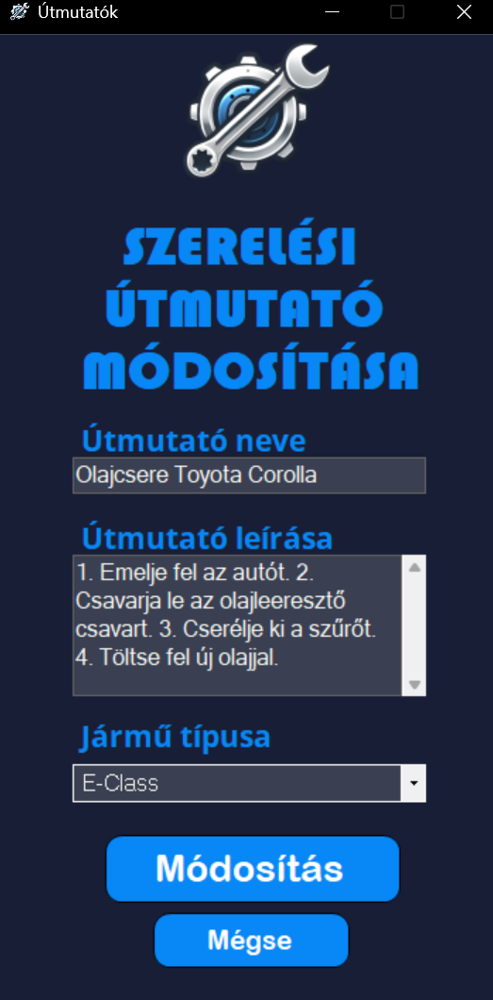 Útmutatók
SZERELÉSI
ÚTMUTATÓ
MÓDOSÍTÁSA
Útmutató neve
Olajcsere Toyota Corolla
Útmutató leírása
1. Emelje fel az autót. 2.
Csavarja le az olajleeresztő
csavart. 3. Cserélje ki a szűrőt.
4. Töltse fel új olajjal.
Jármű típusa
E-Class
Módosítás
Mégse